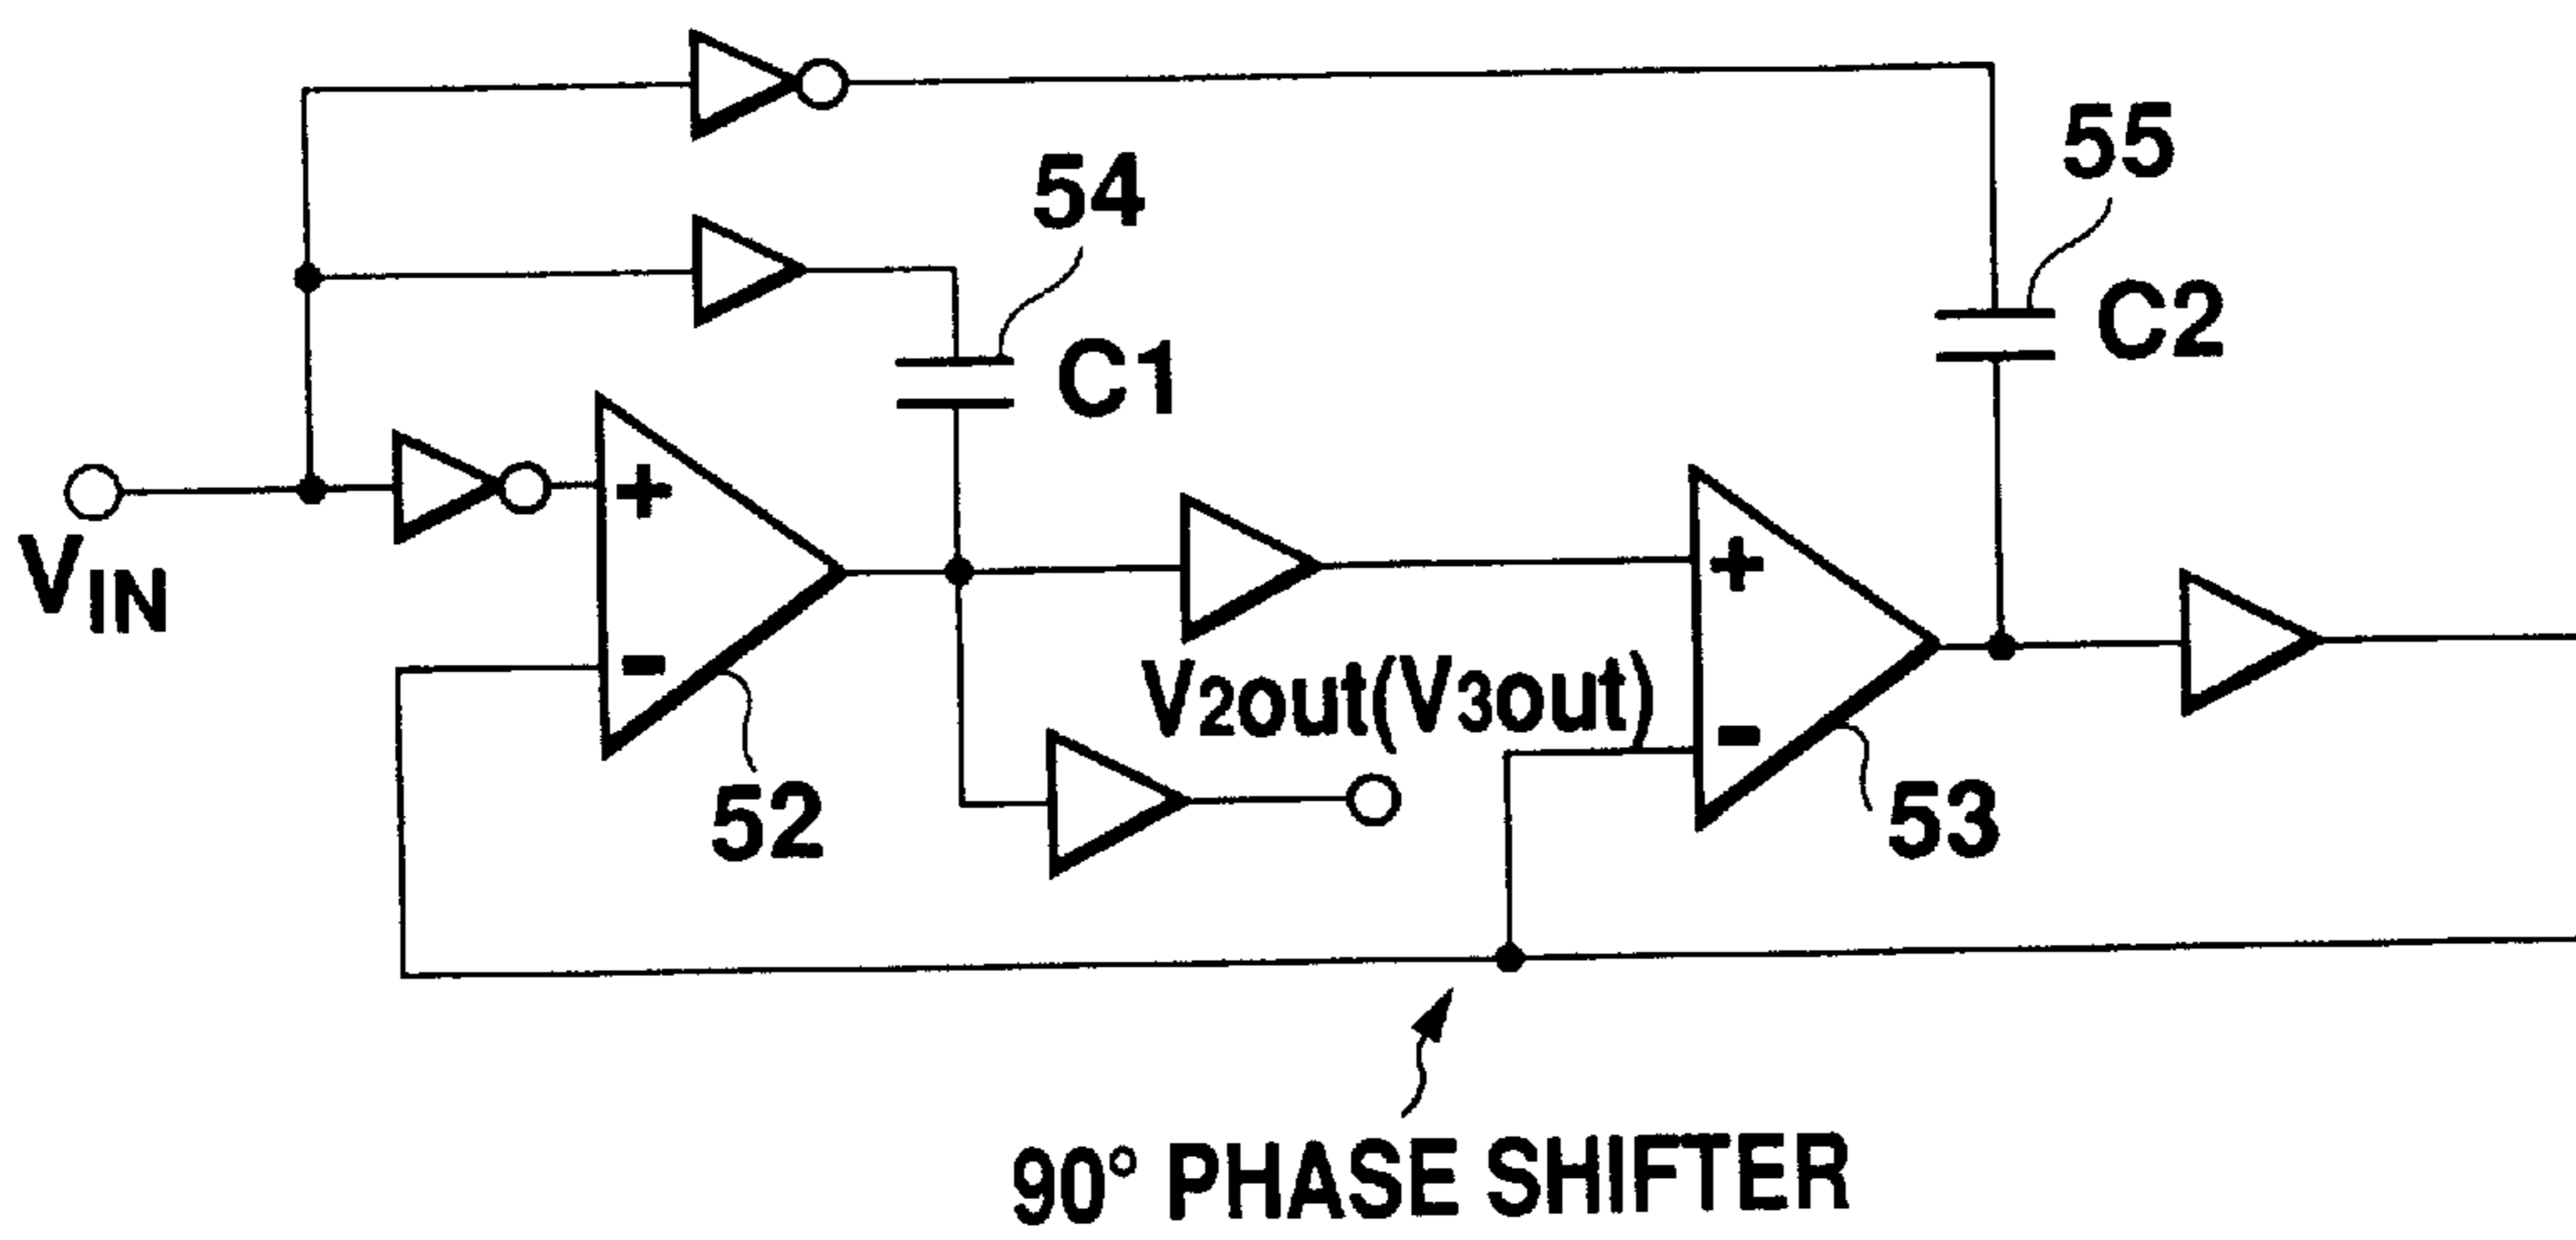 55
54
C2
C1
+
VIN
+
V2out(V3out)
-
-
52
53
90° PHASE SHIFTER